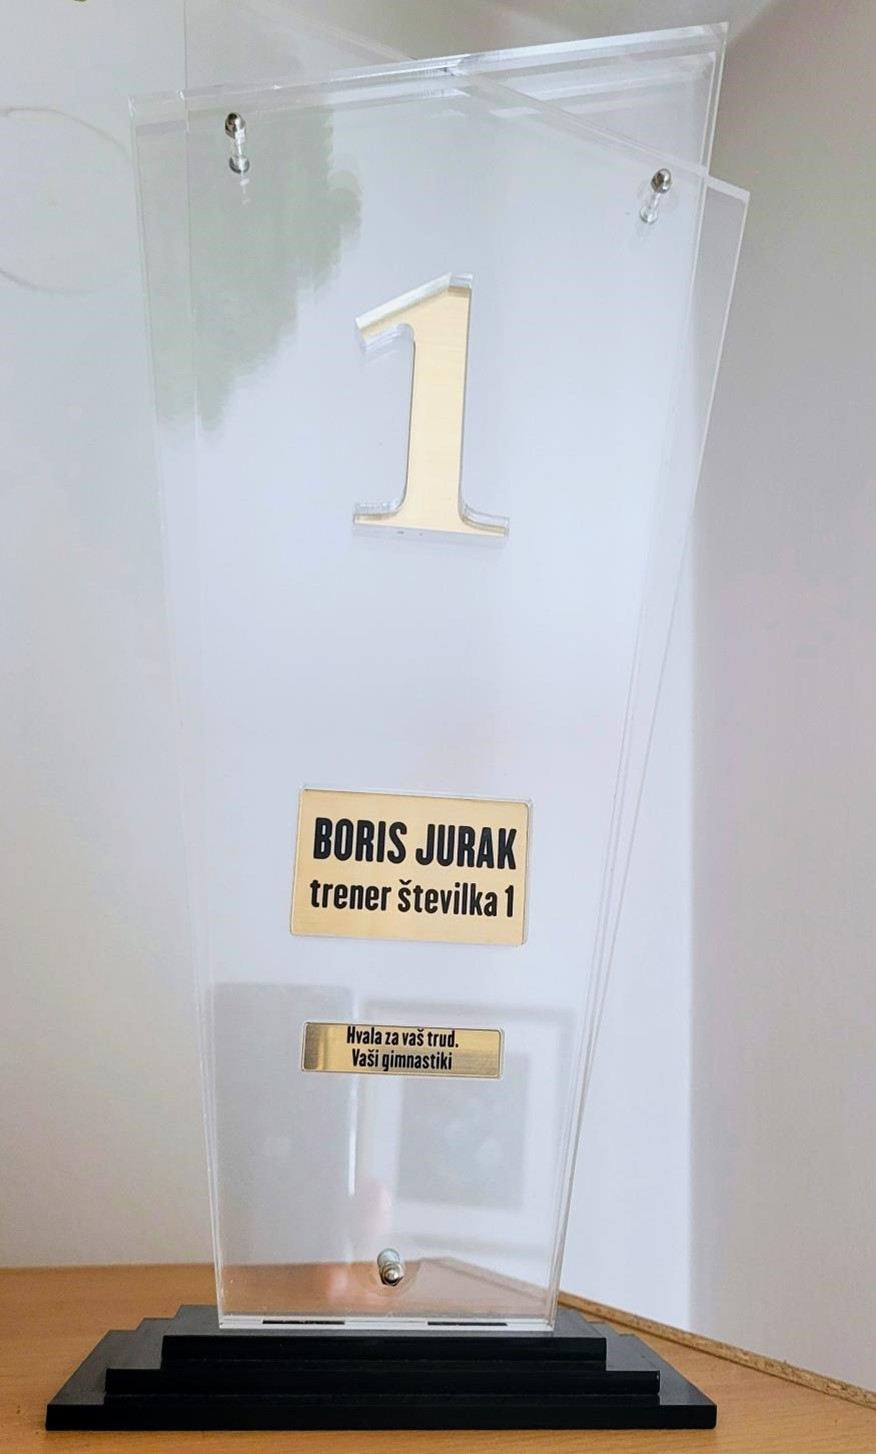 1
BORIS JURAK
trener številka 1
Hvala za vaš trud.
Vaši gimnastiki